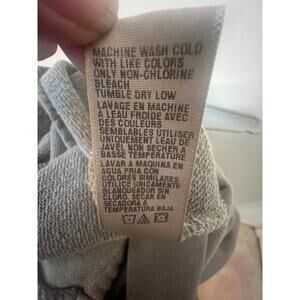 MACHINE WASH COLD
WITH LIKE COLORS
ONLY NON-CHLORINE
BLEACH
TUMBLE DRY LOW
LAVAGE EN MACHINE
A LEAU FROIDE AVEC
DES COULEURS
SEMBLABLES UTILISER
UNIQUEMENT LEAU DE
JAVEL NON SECHER A
BASSE TEMPERATURE
LAVAR A MAQUINA EN
AGUA FRIA CON
COLORES SIMILARES
UTILICE UNICAMENTE
BLANQUEADOR SIN
CLORO. SECAR EN
SECADORA A
TEMPERATURA BAJA